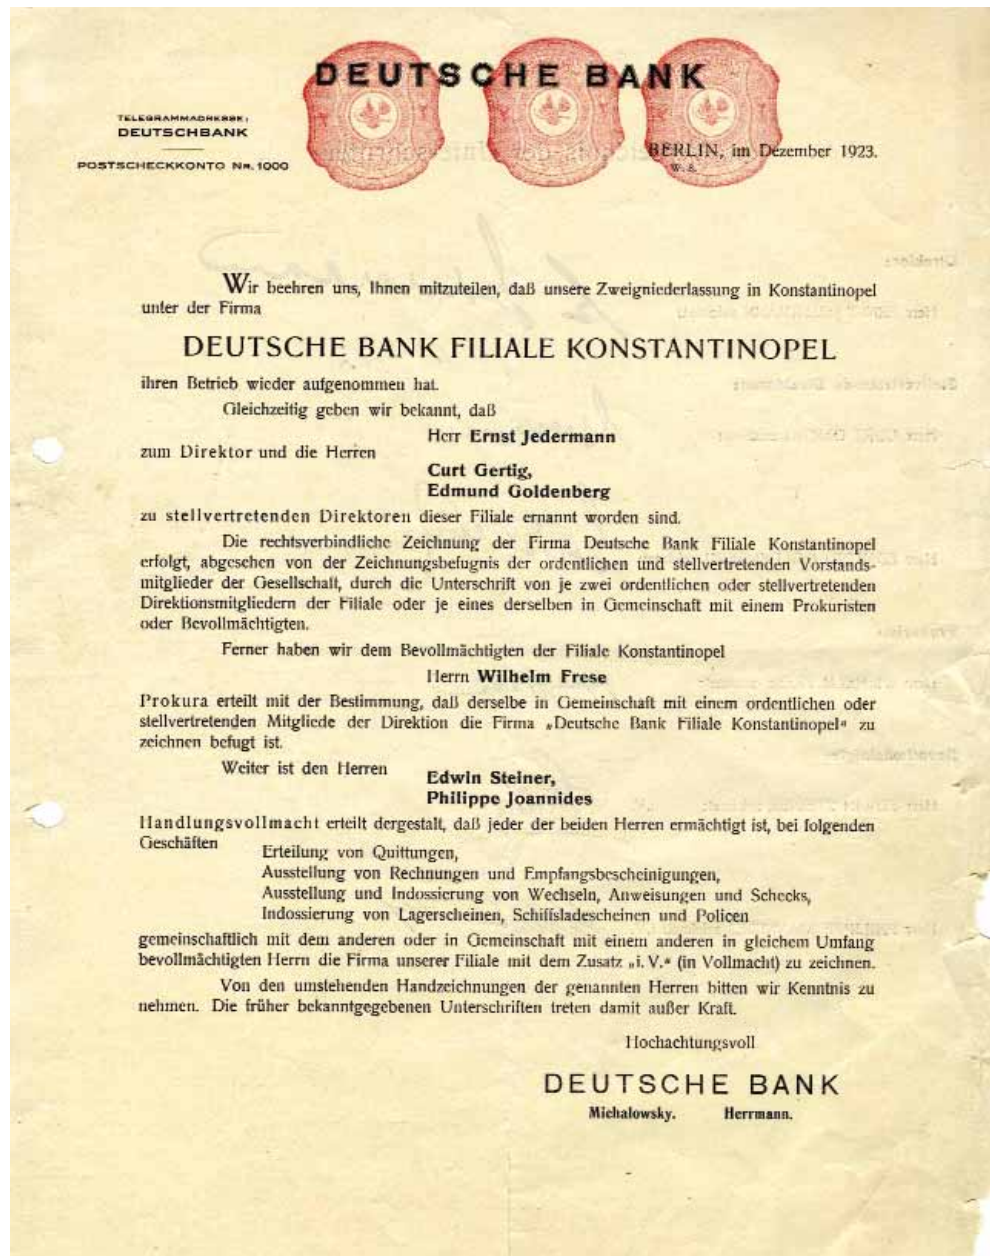 DEUTSCHE BANK
TELEGRAMMADRESSE:
DEUTSCHBANK
POSTSCHECKKONTO NR. 1000
BERLIN, im Dezember 1923.
W. 8.
Wir beehren uns, Ihnen mitzuteilen, daß unsere Zweigniederlassung in Konstantinopel
unter der Firma
DEUTSCHE BANK FILIALE KONSTANTINOPEL
ihren Betrieb wieder aufgenommen hat.
Gleichzeitig geben wir bekannt, daß
Herr Ernst Jedermann
zum Direktor und die Herren
Curt Gertig,
Edmund Goldenberg
zu stellvertretenden Direktoren dieser Filiale ernannt worden sind.
Die rechtsverbindliche Zeichnung der Firma Deutsche Bank Filiale Konstantinopel
erfolgt, abgesehen von der Zeichnungsbefugnis der ordentlichen und stellvertretenden Vorstands-
mitglieder der Gesellschaft, durch die Unterschrift von je zwei ordentlichen oder stellvertretenden
Direktionsmitgliedern der Filiale oder je eines derselben in Gemeinschaft mit einem Prokuristen
oder Bevollmächtigten.
Ferner haben wir dem Bevollmächtigten der Filiale Konstantinopel
Herrn Wilhelm Frese
Prokura erteilt mit der Bestimmung, daß derselbe in Gemeinschaft mit einem ordentlichen oder
stellvertretenden Mitgliede der Direktion die Firma „Deutsche Bank Filiale Konstantinopel“ zu
zeichnen befugt ist.
Weiter ist den Herren
Edwin Steiner,
Philippe Joannides
Handlungsvollmacht erteilt dergestalt, daß jeder der beiden Herren ermächtigt ist, bei folgenden
Geschäften
Erteilung von Quittungen,
Ausstellung von Rechnungen und Empfangsbescheinigungen,
Ausstellung und Indossierung von Wechseln, Anweisungen und Schecks,
Indossierung von Lagerscheinen, Schiffsladescheinen und Policen
gemeinschaftlich mit dem anderen oder in Gemeinschaft mit einem anderen in gleichem Umfang
bevollmächtigten Herrn die Firma unserer Filiale mit dem Zusatz „i. V.“ (in Vollmacht) zu zeichnen.
Von den umstehenden Handzeichnungen der genannten Herren bitten wir Kenntnis zu
nehmen. Die früher bekanntgegebenen Unterschriften treten damit außer Kraft.
Hochachtungsvoll
DEUTSCHE BANK
Michalowsky. Herrmann.